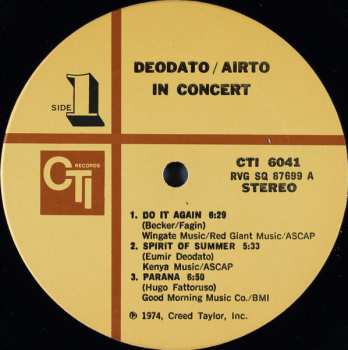 DEODATO / AIRTO
IN CONCERT
SIDE 1
CTI RECORDS
CTI 6041
RVG SQ 87699 A
STEREO
1. DO IT AGAIN 6:29
(Becker/Fagin)
Wingate Music/Red Giant Music/ASCAP
2. SPIRIT OF SUMMER 5:33
(Eumir Deodato)
Kenya Music/ASCAP
3. PARANA 6:50
(Hugo Fattoruso)
Good Morning Music Co./BMI
℗ 1974, Creed Taylor, Inc.